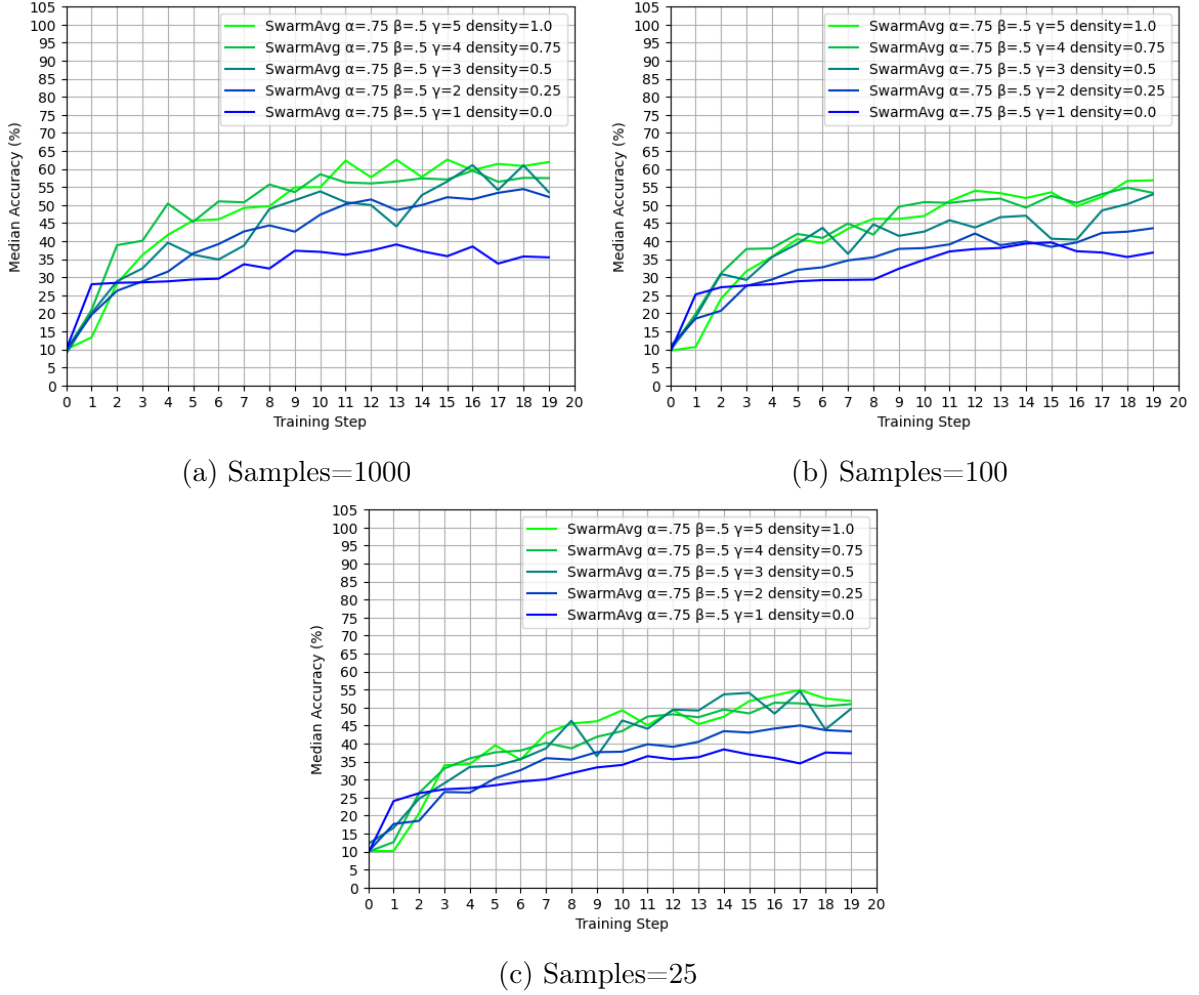 105
100
95
90
85
80
75
70
65
60
55
50
45
40
35
30
25
20
15
10
5
0
Median Accuracy (%)
SwarmAvg α=.75 β=.5 γ=5 density=1.0
SwarmAvg α=.75 β=.5 γ=4 density=0.75
SwarmAvg α=.75 β=.5 γ=3 density=0.5
SwarmAvg α=.75 β=.5 γ=2 density=0.25
SwarmAvg α=.75 β=.5 γ=1 density=0.0
0 1 2 3 4 5 6 7 8 9 10 11 12 13 14 15 16 17 18 19 20
Training Step
(a) Samples=1000
105
100
95
90
85
80
75
70
65
60
55
50
45
40
35
30
25
20
15
10
5
0
Median Accuracy (%)
SwarmAvg α=.75 β=.5 γ=5 density=1.0
SwarmAvg α=.75 β=.5 γ=4 density=0.75
SwarmAvg α=.75 β=.5 γ=3 density=0.5
SwarmAvg α=.75 β=.5 γ=2 density=0.25
SwarmAvg α=.75 β=.5 γ=1 density=0.0
0 1 2 3 4 5 6 7 8 9 10 11 12 13 14 15 16 17 18 19 20
Training Step
(b) Samples=100
105
100
95
90
85
80
75
70
65
60
55
50
45
40
35
30
25
20
15
10
5
0
Median Accuracy (%)
SwarmAvg α=.75 β=.5 γ=5 density=1.0
SwarmAvg α=.75 β=.5 γ=4 density=0.75
SwarmAvg α=.75 β=.5 γ=3 density=0.5
SwarmAvg α=.75 β=.5 γ=2 density=0.25
SwarmAvg α=.75 β=.5 γ=1 density=0.0
0 1 2 3 4 5 6 7 8 9 10 11 12 13 14 15 16 17 18 19 20
Training Step
(c) Samples=25